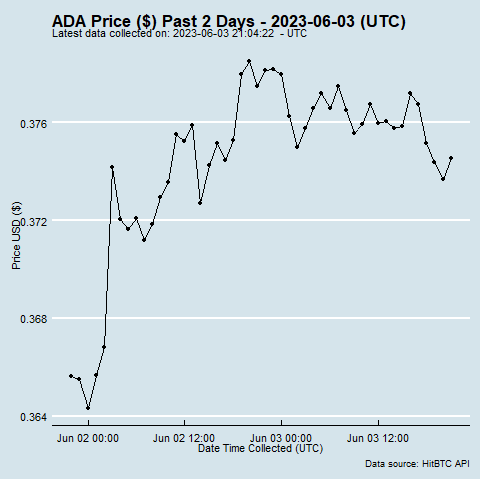 ADA Price ($) Past 2 Days - 2023-06-03 (UTC)
Latest data collected on: 2023-06-03 21:04:22  - UTC
0.376
0.372
0.368
0.364
Price USD ($)
Jun 02 00:00 Jun 02 12:00 Jun 03 00:00 Jun 03 12:00
Date Time Collected (UTC)
Data source: HitBTC API